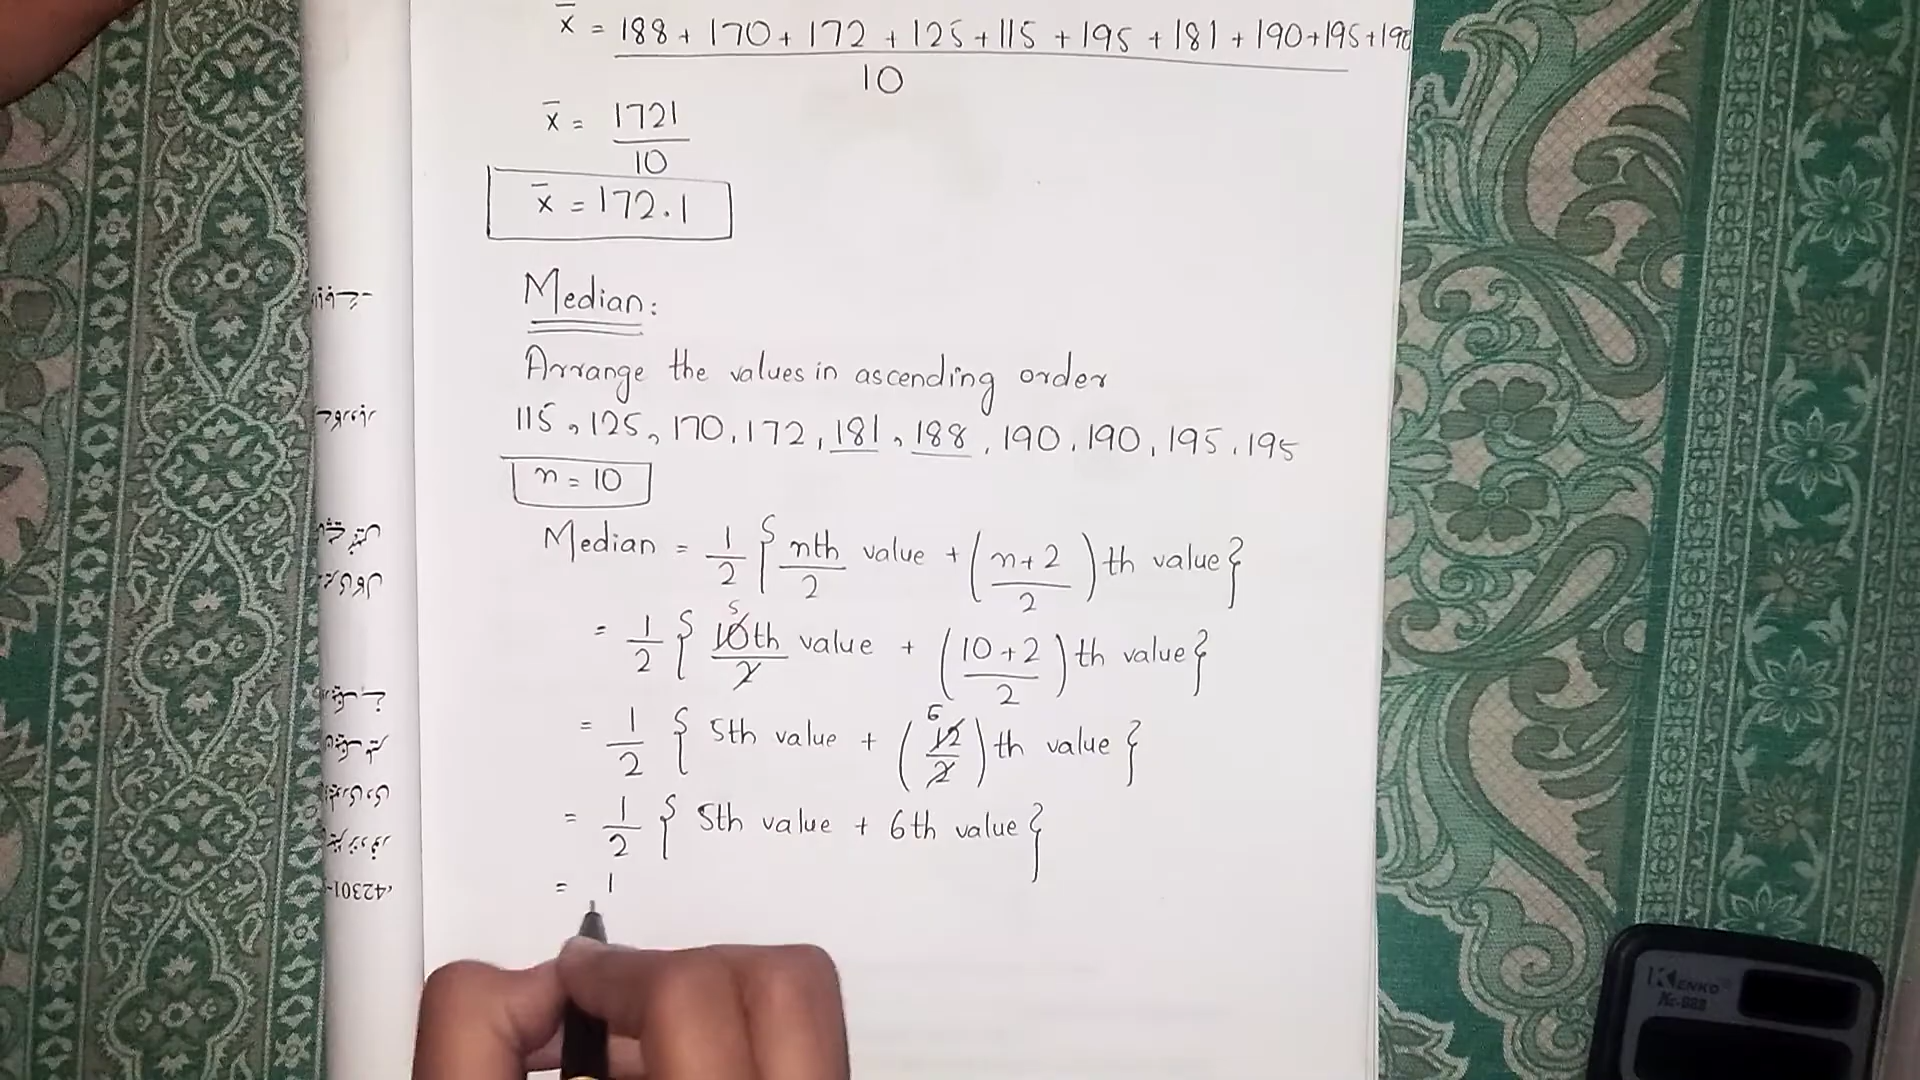 x̄ = 188 + 170 + 172 + 125 + 115 + 195 + 181 + 190 + 195 + 190
10
x̄ = 1721
10
x̄ = 172.1
Median:
Arrange the values in ascending order
115, 125, 170, 172, 181, 188, 190, 190, 195, 195
n = 10
Median = 1/2 { nth/2 value + (n+2/2) th value }
= 1/2 { 10th/2 value + (10+2/2) th value }
= 1/2 { 5th value + (12/2) th value }
= 1/2 { 5th value + 6th value }
= 1
KENKO